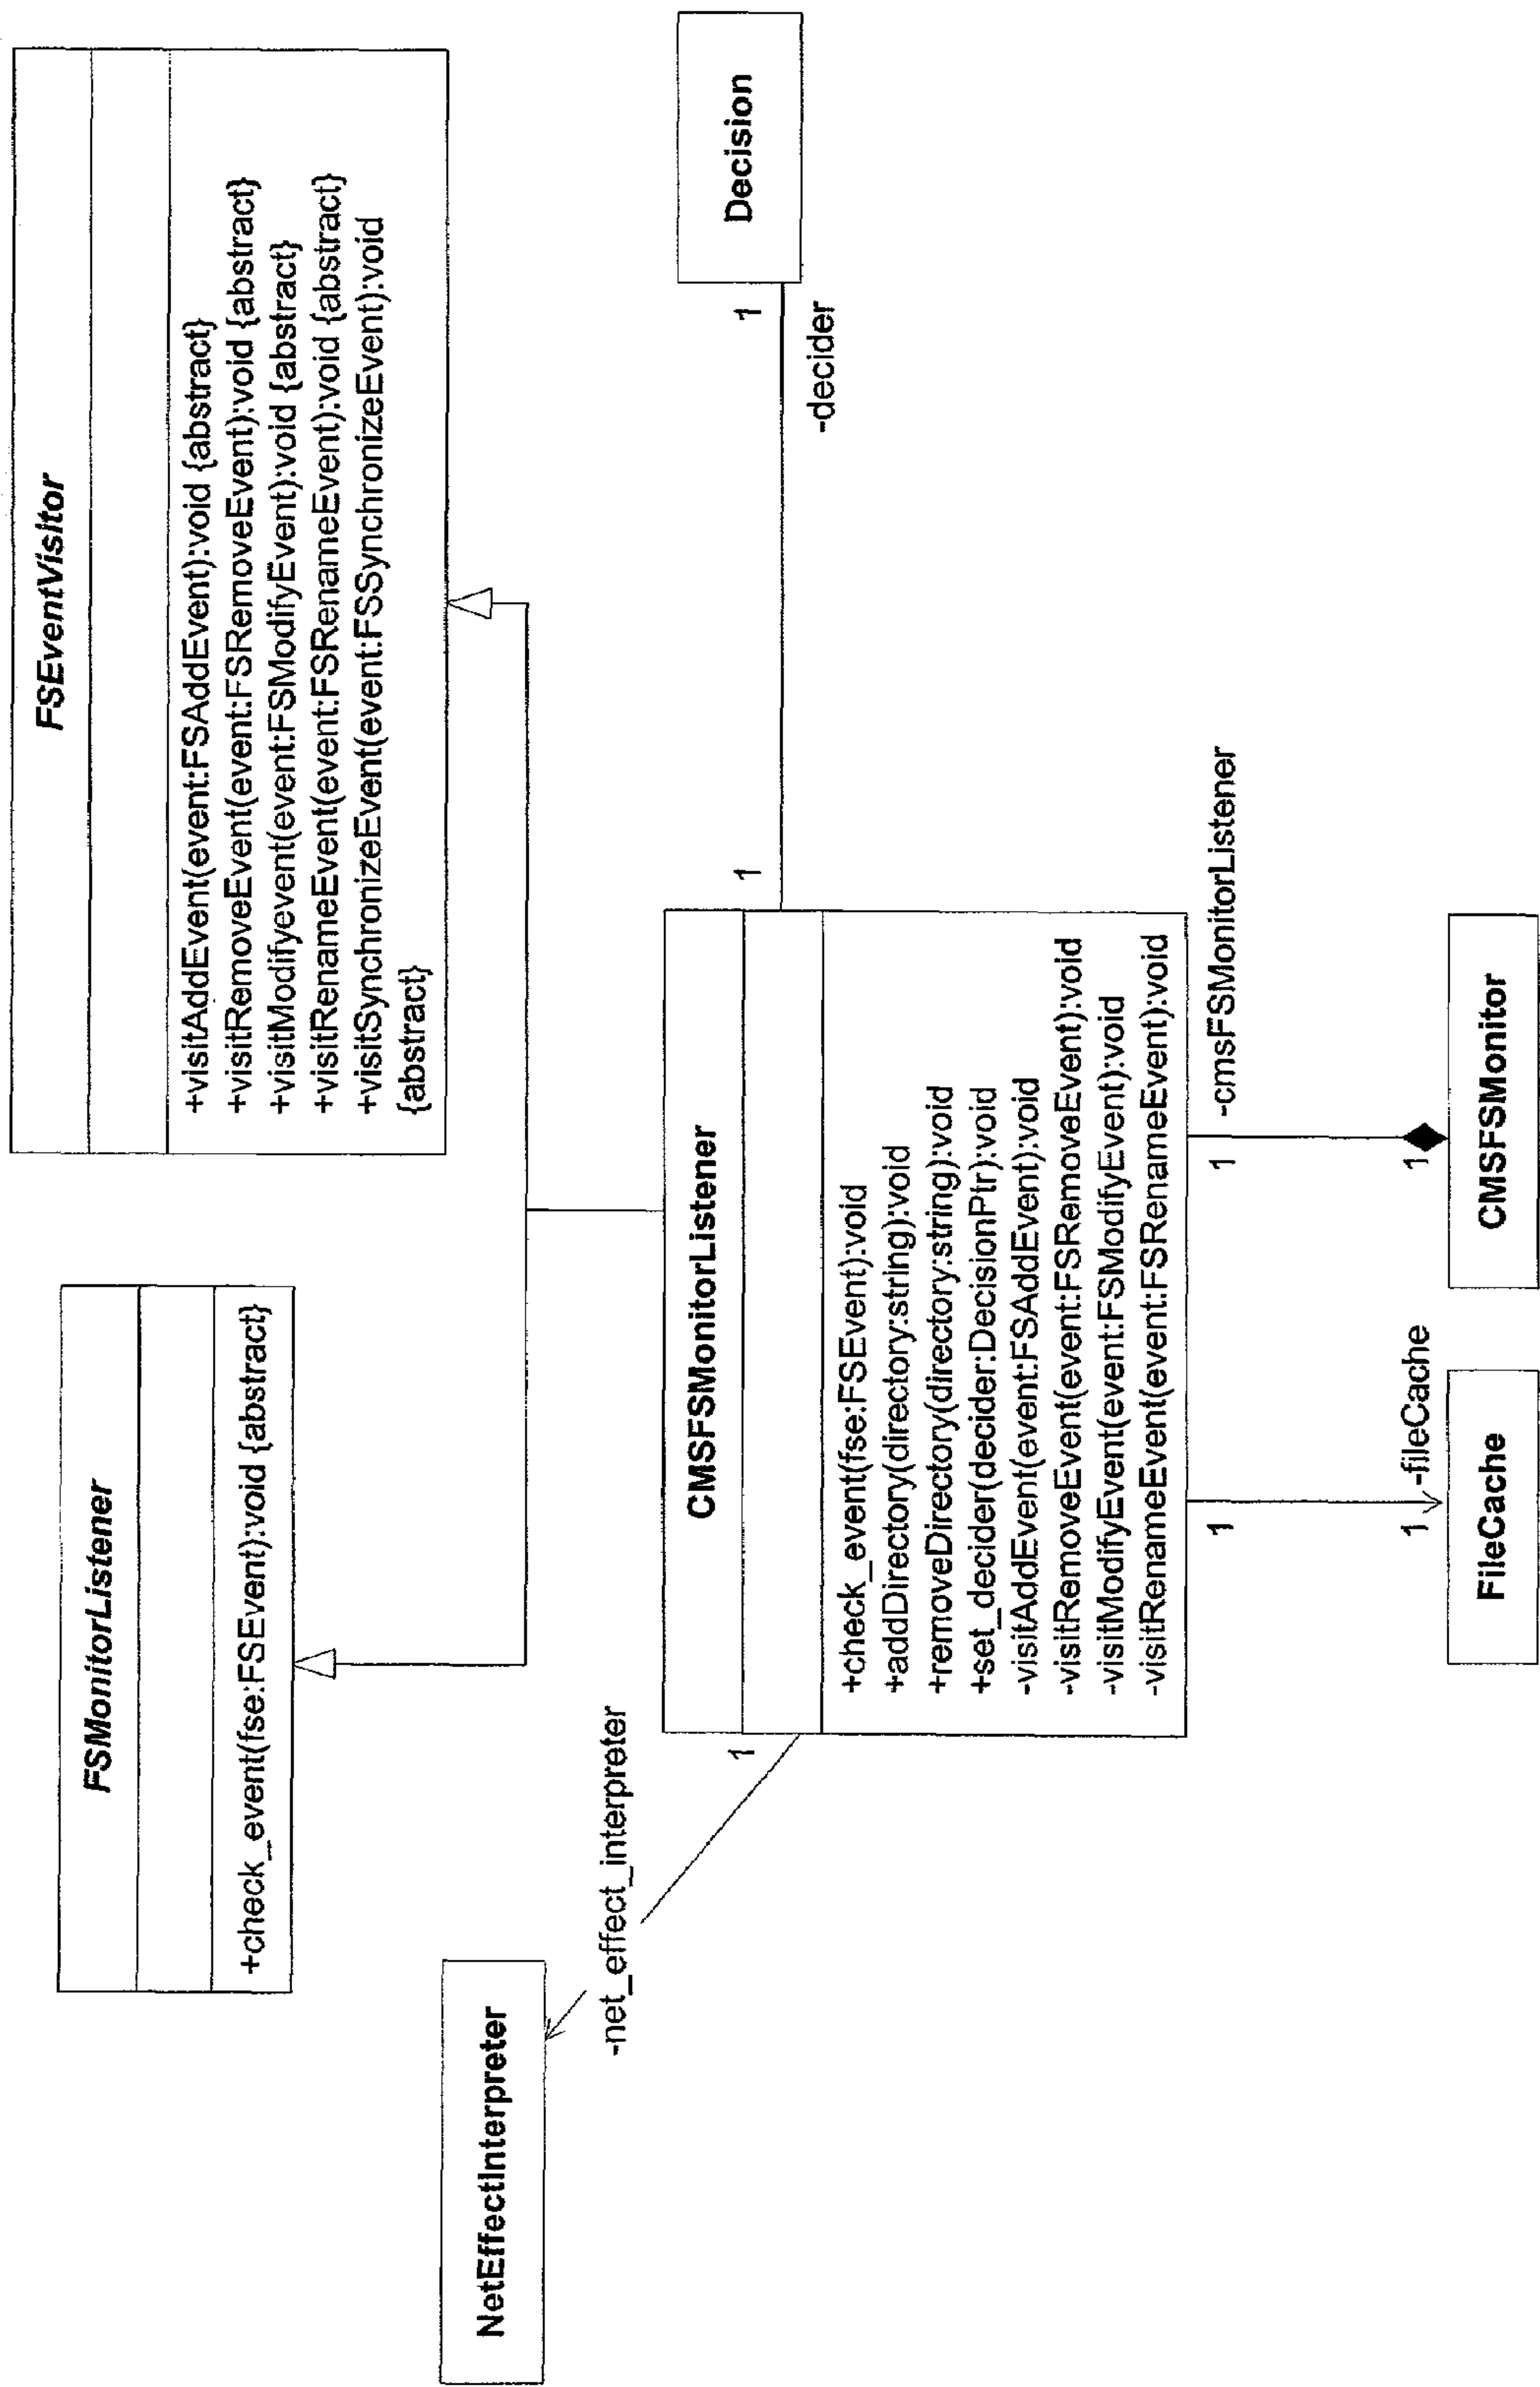 FSMonitorListener
+check_event(fse:FSEvent):void {abstract}
FSEventVisitor
+visitAddEvent(event:FSAddEvent):void {abstract}
+visitRemoveEvent(event:FSRemoveEvent):void {abstract}
+visitModifyevent(event:FSModifyEvent):void {abstract}
+visitRenameEvent(event:FSRenameEvent):void {abstract}
+visitSynchronizeEvent(event:FSSynchronizeEvent):void
{abstract}
NetEffectInterpreter
-net_effect_interpreter
1
CMSFSMonitorListener
+check_event(fse:FSEvent):void
+addDirectory(directory:string):void
+removeDirectory(directory:string):void
+set_decider(decider:DecisionPtr):void
-visitAddEvent(event:FSAddEvent):void
-visitRemoveEvent(event:FSRemoveEvent):void
-visitModifyEvent(event:FSModifyEvent):void
-visitRenameEvent(event:FSRenameEvent):void
1
1
-decider
Decision
1
1
-fileCache
FileCache
1
-cmsFSMonitorListener
1
CMSFSMonitor